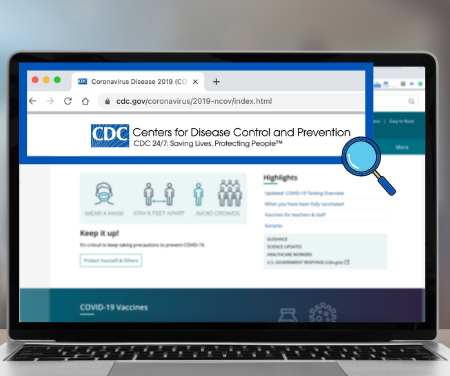 Coronavirus Disease 2019 (CO
cdc.gov/coronavirus/2019-ncov/index.html
CDC Centers for Disease Control and Prevention
CDC 24/7: Saving Lives, Protecting People™
Easy to Read
More
WEAR A MASK STAY 6 FEET APART AVOID CROWDS
Keep it up!
It's critical to keep taking precautions to prevent COVID-19.
Protect Yourself & Others
Highlights
Updated: COVID-19 Testing Overview
When you have been fully vaccinated
Vaccines for teachers & staff
Variants
GUIDANCE
SCIENCE UPDATES
HEALTHCARE WORKERS
U.S. GOVERNMENT RESPONSE (USA.gov)
COVID-19 Vaccines